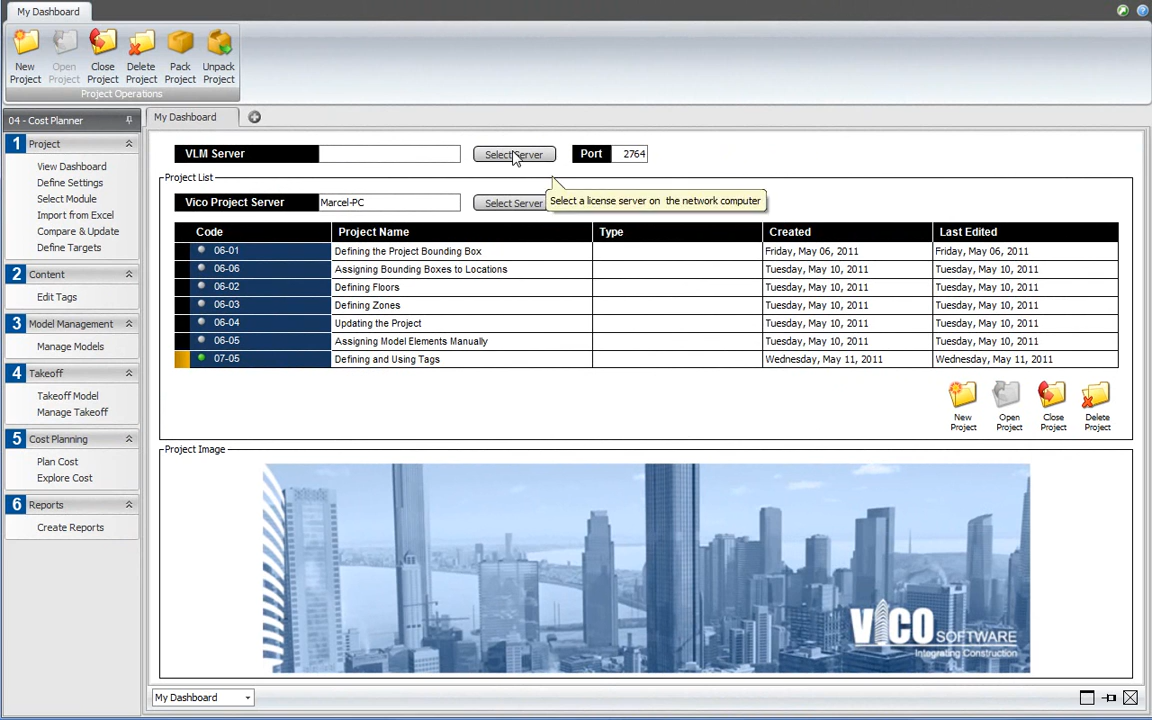 My Dashboard
New Project
Open Project
Close Project
Delete Project
Pack Project
Unpack Project
Project Operations
04 - Cost Planner
1 Project
View Dashboard
Define Settings
Select Module
Import from Excel
Compare & Update
Define Targets
2 Content
Edit Tags
3 Model Management
Manage Models
4 Takeoff
Takeoff Model
Manage Takeoff
5 Cost Planning
Plan Cost
Explore Cost
6 Reports
Create Reports
My Dashboard
VLM Server Select Server Port 2764
Project List
Vico Project Server Marcel-PC Select Server
Select a license server on the network computer
Code Project Name Type Created Last Edited
06-01 Defining the Project Bounding Box Friday, May 06, 2011 Friday, May 06, 2011
06-06 Assigning Bounding Boxes to Locations Tuesday, May 10, 2011 Tuesday, May 10, 2011
06-02 Defining Floors Tuesday, May 10, 2011 Tuesday, May 10, 2011
06-03 Defining Zones Tuesday, May 10, 2011 Tuesday, May 10, 2011
06-04 Updating the Project Tuesday, May 10, 2011 Tuesday, May 10, 2011
06-05 Assigning Model Elements Manually Tuesday, May 10, 2011 Tuesday, May 10, 2011
07-05 Defining and Using Tags Wednesday, May 11, 2011 Wednesday, May 11, 2011
New Project
Open Project
Close Project
Delete Project
Project Image
VICO SOFTWARE
Integrating Construction
My Dashboard